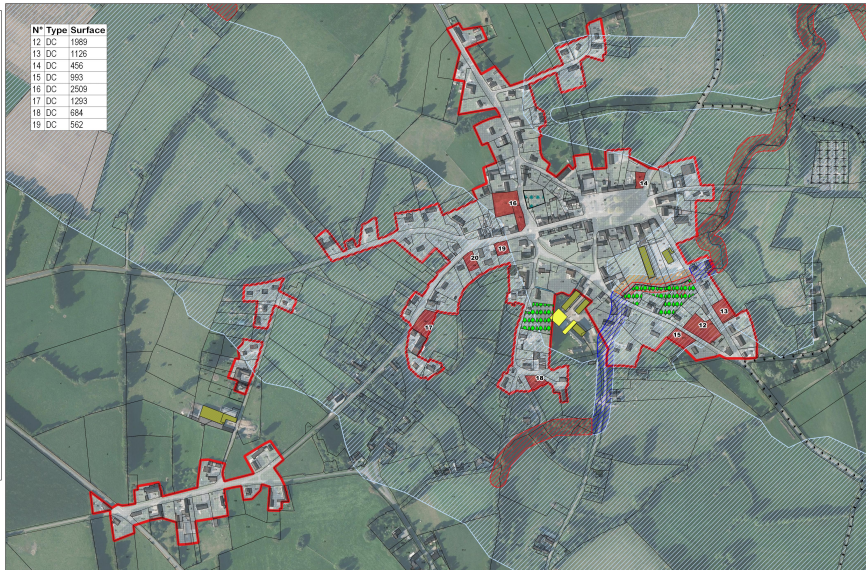 N° Type Surface
12 DC 1989
13 DC 1126
14 DC 456
15 DC 993
16 DC 2509
17 DC 1293
18 DC 684
19 DC 562
14
16
19
20
13
12
15
17
18